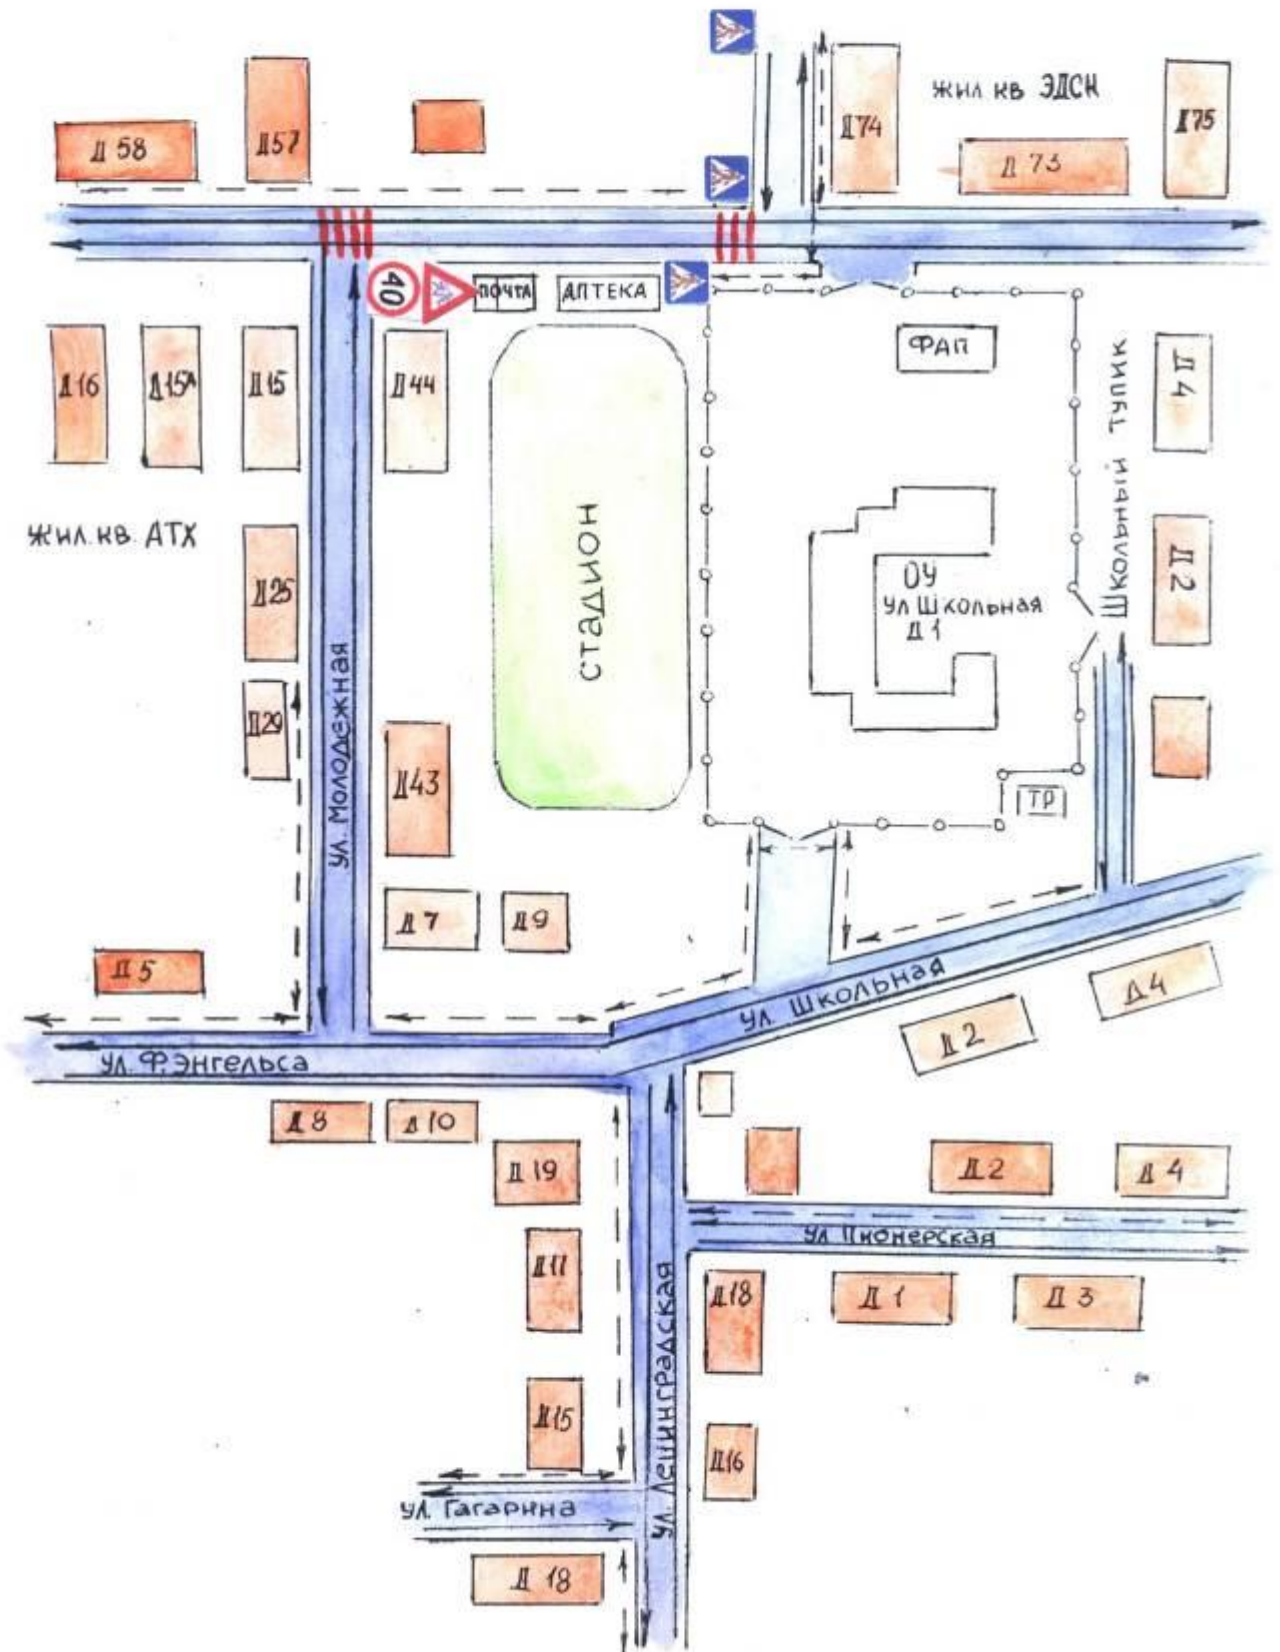 ЖИЛ. КВ ЭДСК
Д 58
Д57
Д74
Д 73
Д75
40
ПОЧТА
АПТЕКА
ФАП
Д16
Д15А
Д15
Д44
ШКОЛЬНЫЙ ТУПИК
Д4
ЖИЛ. КВ. АТХ
СТАДИОН
Д25
ОУ
ул Школьная
Д 1
Д2
Д29
ул. Молодежная
Д43
ТР
Д 7
Д9
Д 5
ул. Школьная
Д 4
Д 2
ул. Ф.Энгельса
Д 8
Д 10
Д 19
Д 2
Д 4
ул Пионерская
Д11
Д18
Д 1
Д 3
ул. Ленинградская
Д15
Д16
ул. Гагарина
Д 18